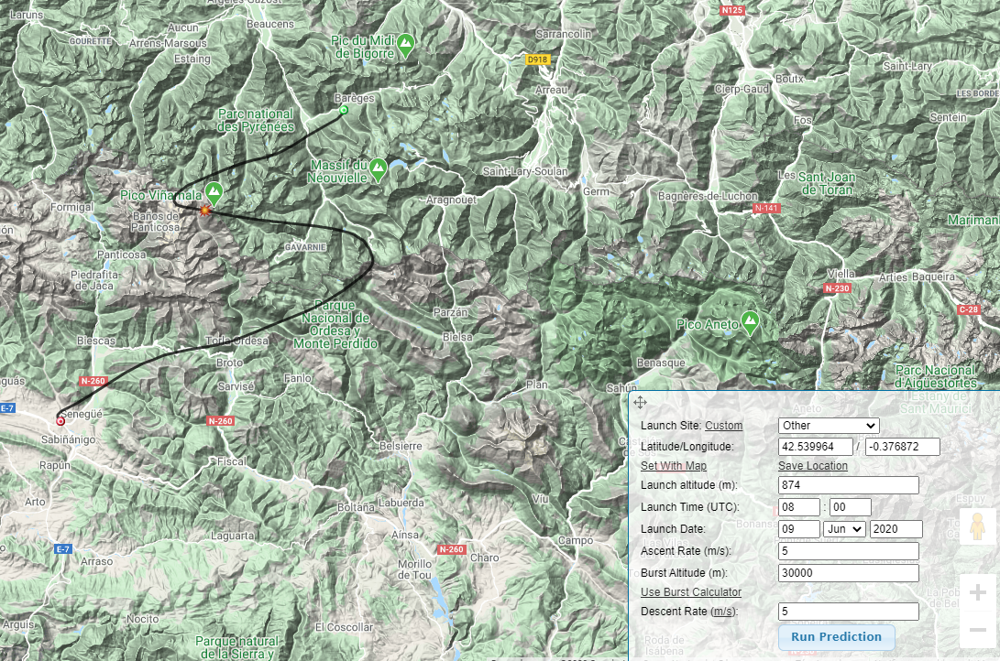 Laruns
Argelès Gazost
Beaucens
N125
Aucun
GOURETTE
Arrens-Marsous
Estaing
Pic du Midi
de Bigorre
Sarrancolin
D918
Saint-Lary
Arreau
Cierp-Gaud
Boutx
LES BORDE
Barèges
Parc national
des Pyrénées
Fos
Sentein
Massif du
Néouvielle
Saint-Lary-Soulan
Les
Sant-Joan
de Toran
Pico Viñamala
Aragnouet
Germ
Bagnères-de-Luchon
N-141
Formigal
Baños de
Panticosa
Mariman
GAVARNIE
Panticosa
Piedrafita
de Jaca
Viella
Arties
Baqueira
N-230
Parque
Nacional de
Ordesa y
Monte Perdido
Parzán
C-28
Pico Aneto
Biescas
Torla-Ordesa
Bielsa
Broto
Benasque
Parc Nacional
d'Aigüestortes
i Estany de
Sant Maurici
N-260
Fanlo
Sarvisé
Plan
Sahún
E-7
Senegüé
N-260
Sabiñánigo
Belsierre
Rapún
Fiscal
Arto
Boltaña
Labuerda
Viu
Laguarta
Aínsa
Campo
E-7
Arraso
N-260
Charo
Morillo
de Tou
Nocito
El Coscollar
Arguis
Parque natural
de la Sierra y
Roda de
Isábena
Launch Site: Custom
Other
Latitude/Longitude:
42.539964 / -0.376872
Set With Map
Save Location
Launch altitude (m):
874
Launch Time (UTC):
08 : 00
Launch Date:
09 Jun 2020
Ascent Rate (m/s):
5
Burst Altitude (m):
30000
Use Burst Calculator
Descent Rate (m/s):
5
Run Prediction